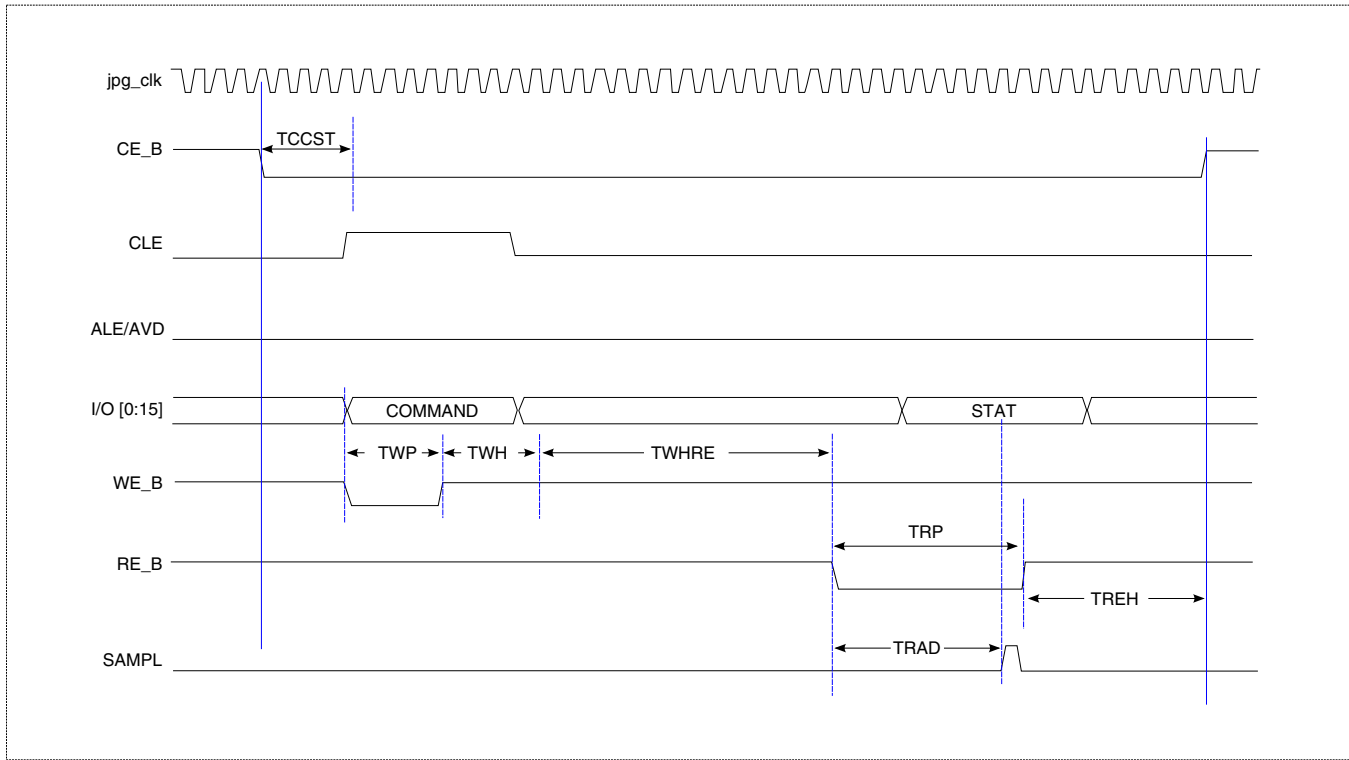 jpg_clk
TCCST
CE_B
CLE
ALE/AVD
I/O [0:15] COMMAND STAT
TWP TWH TWHRE
WE_B
TRP
RE_B
TREH
TRAD
SAMPL